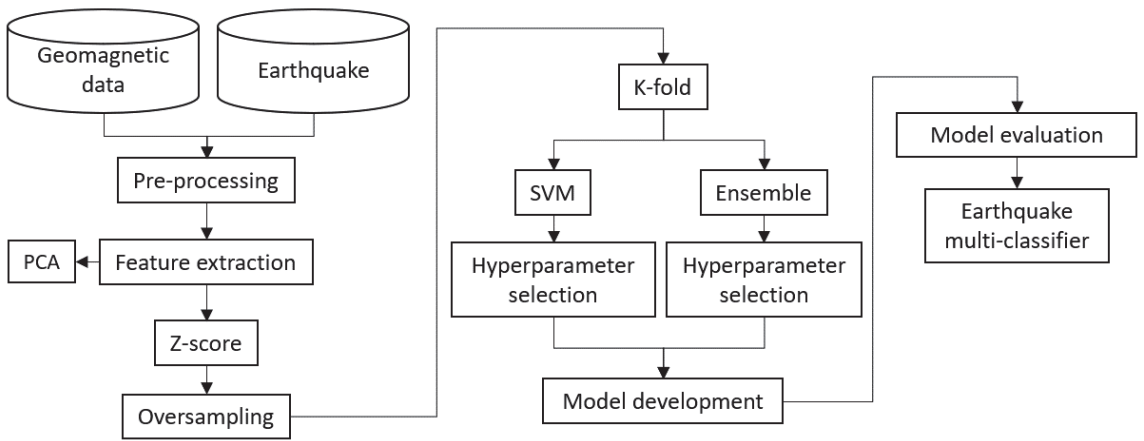 Geomagnetic
data
Earthquake
Pre-processing
PCA
Feature extraction
Z-score
Oversampling
K-fold
SVM
Ensemble
Hyperparameter
selection
Hyperparameter
selection
Model development
Model evaluation
Earthquake
multi-classifier